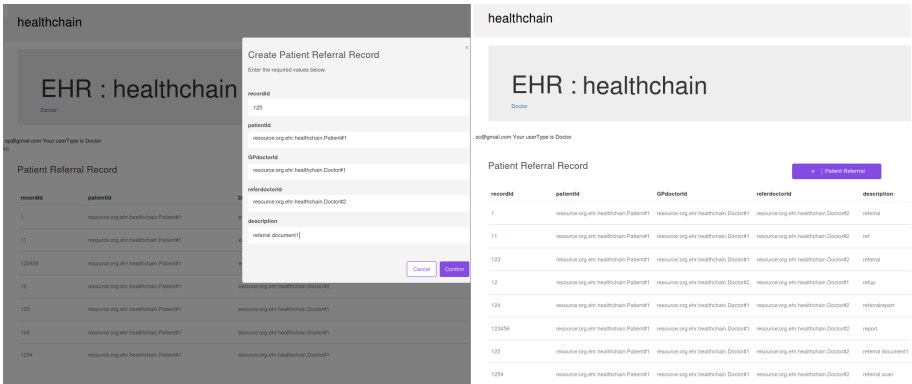 healthchain
EHR : healthchain
Doctor
sp@gmail.com Your userType is Doctor
Patient Referral Record
recordId patientId
1 resource:org.ehr.healthchain.Patient#1
11 resource:org.ehr.healthchain.Patient#1
123456 resource:org.ehr.healthchain.Patient#1
12 resource:org.ehr.healthchain.Patient#1 resource:org.ehr.healthchain.Doctor#2
123 resource:org.ehr.healthchain.Patient#1 resource:org.ehr.healthchain.Doctor#1
124 resource:org.ehr.healthchain.Patient#1 resource:org.ehr.healthchain.Doctor#1
1254 resource:org.ehr.healthchain.Patient#1 resource:org.ehr.healthchain.Doctor#1
×
Create Patient Referral Record
Enter the required values below.
recordId
125
patientId
resource:org.ehr.healthchain.Patient#1
GPdoctorId
resource:org.ehr.healthchain.Doctor#1
referdoctorId
resource:org.ehr.healthchain.Doctor#2
description
referral document1
Cancel Confirm
healthchain
EHR : healthchain
Doctor
sc@gmail.com Your userType is Doctor
Patient Referral Record
+ | Patient Referral
recordId patientId GPdoctorId referdoctorId description
1 resource:org.ehr.healthchain.Patient#1 resource:org.ehr.healthchain.Doctor#1 resource:org.ehr.healthchain.Doctor#2 referral
11 resource:org.ehr.healthchain.Patient#1 resource:org.ehr.healthchain.Doctor#1 resource:org.ehr.healthchain.Doctor#2 ref
123 resource:org.ehr.healthchain.Patient#1 resource:org.ehr.healthchain.Doctor#1 resource:org.ehr.healthchain.Doctor#2 referral
12 resource:org.ehr.healthchain.Patient#1 resource:org.ehr.healthchain.Doctor#2 resource:org.ehr.healthchain.Doctor#1 refup
124 resource:org.ehr.healthchain.Patient#1 resource:org.ehr.healthchain.Doctor#1 resource:org.ehr.healthchain.Doctor#2 referralreport
123456 resource:org.ehr.healthchain.Patient#1 resource:org.ehr.healthchain.Doctor#1 resource:org.ehr.healthchain.Doctor#2 report
125 resource:org.ehr.healthchain.Patient#1 resource:org.ehr.healthchain.Doctor#1 resource:org.ehr.healthchain.Doctor#2 referral document1
1254 resource:org.ehr.healthchain.Patient#1 resource:org.ehr.healthchain.Doctor#1 resource:org.ehr.healthchain.Doctor#2 referral scan